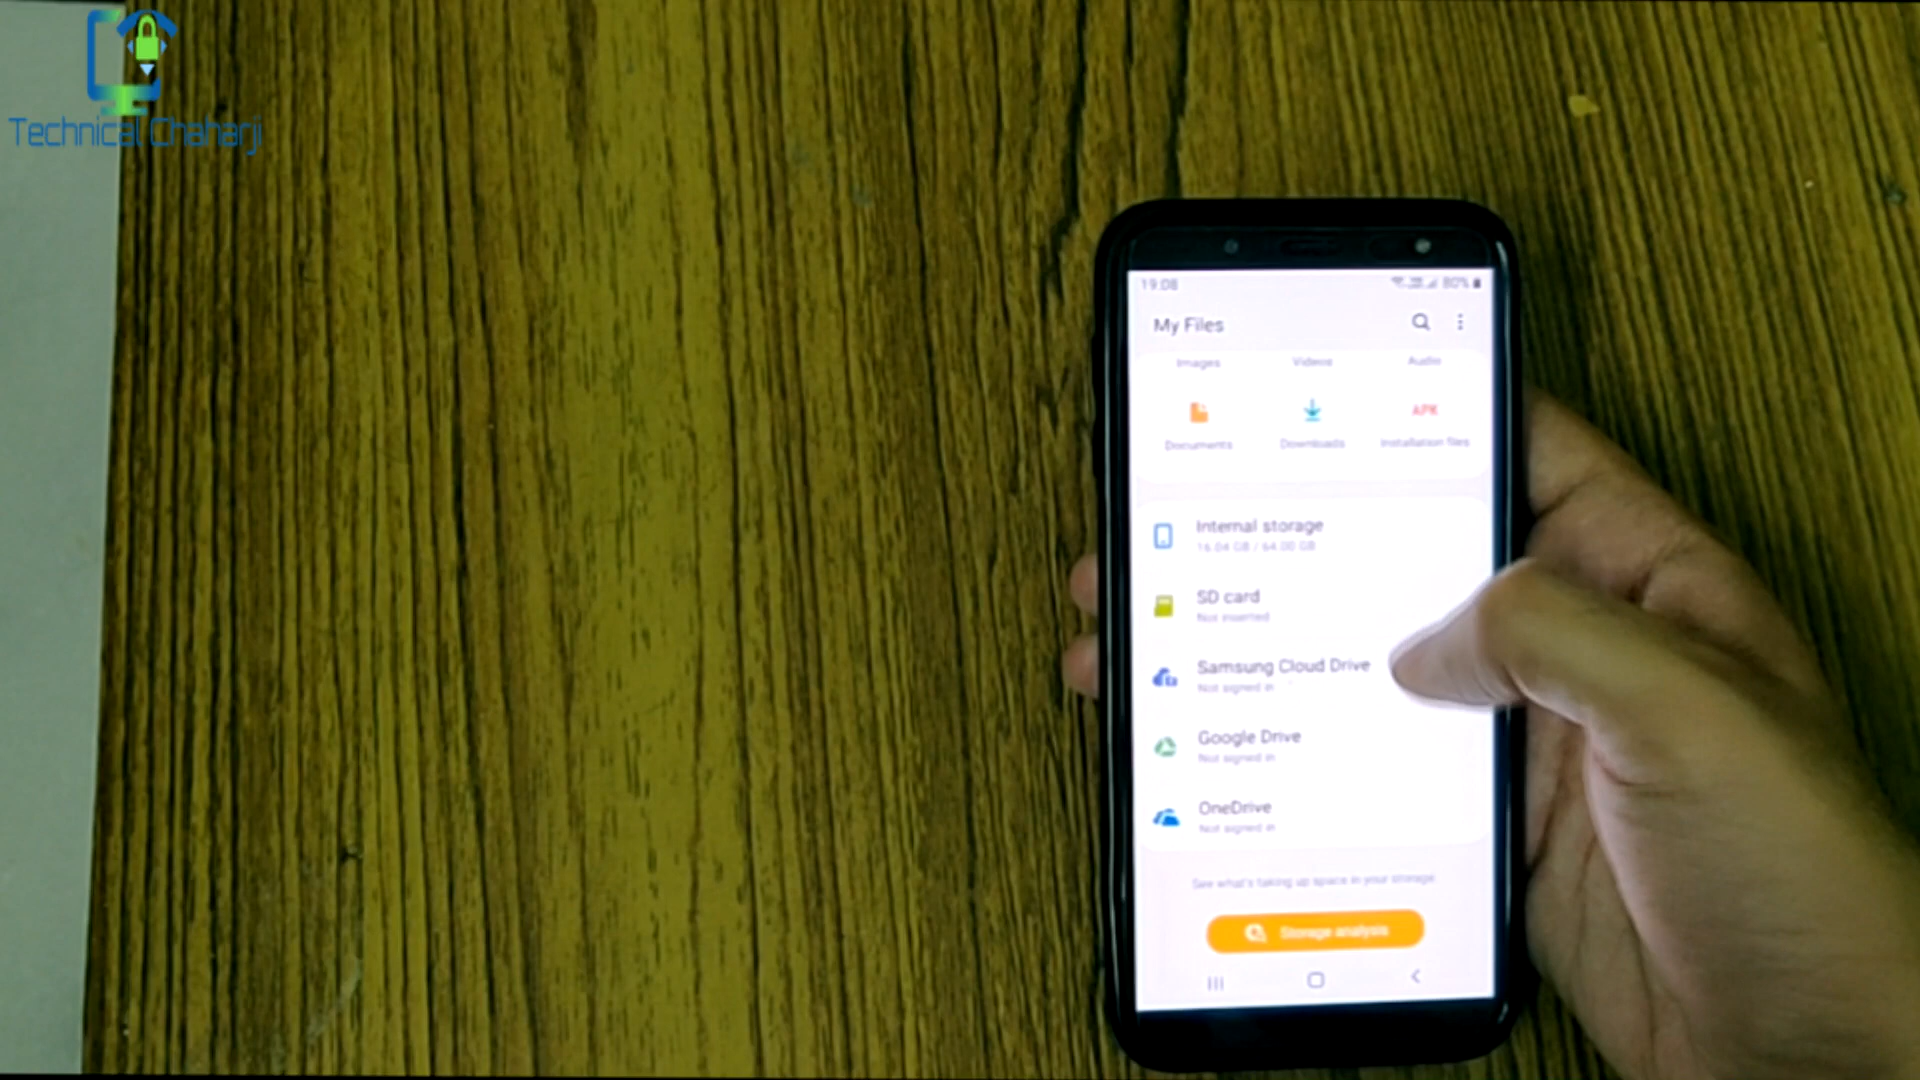 Technical Chaharji
19:08
80%
My Files
Images
Videos
Audio
APK
Documents
Downloads
Installation files
Internal storage
16.04 GB / 64.00 GB
SD card
Not inserted
Samsung Cloud Drive
Not signed in
Google Drive
Not signed in
OneDrive
Not signed in
See what's taking up space in your storage.
Storage analysis